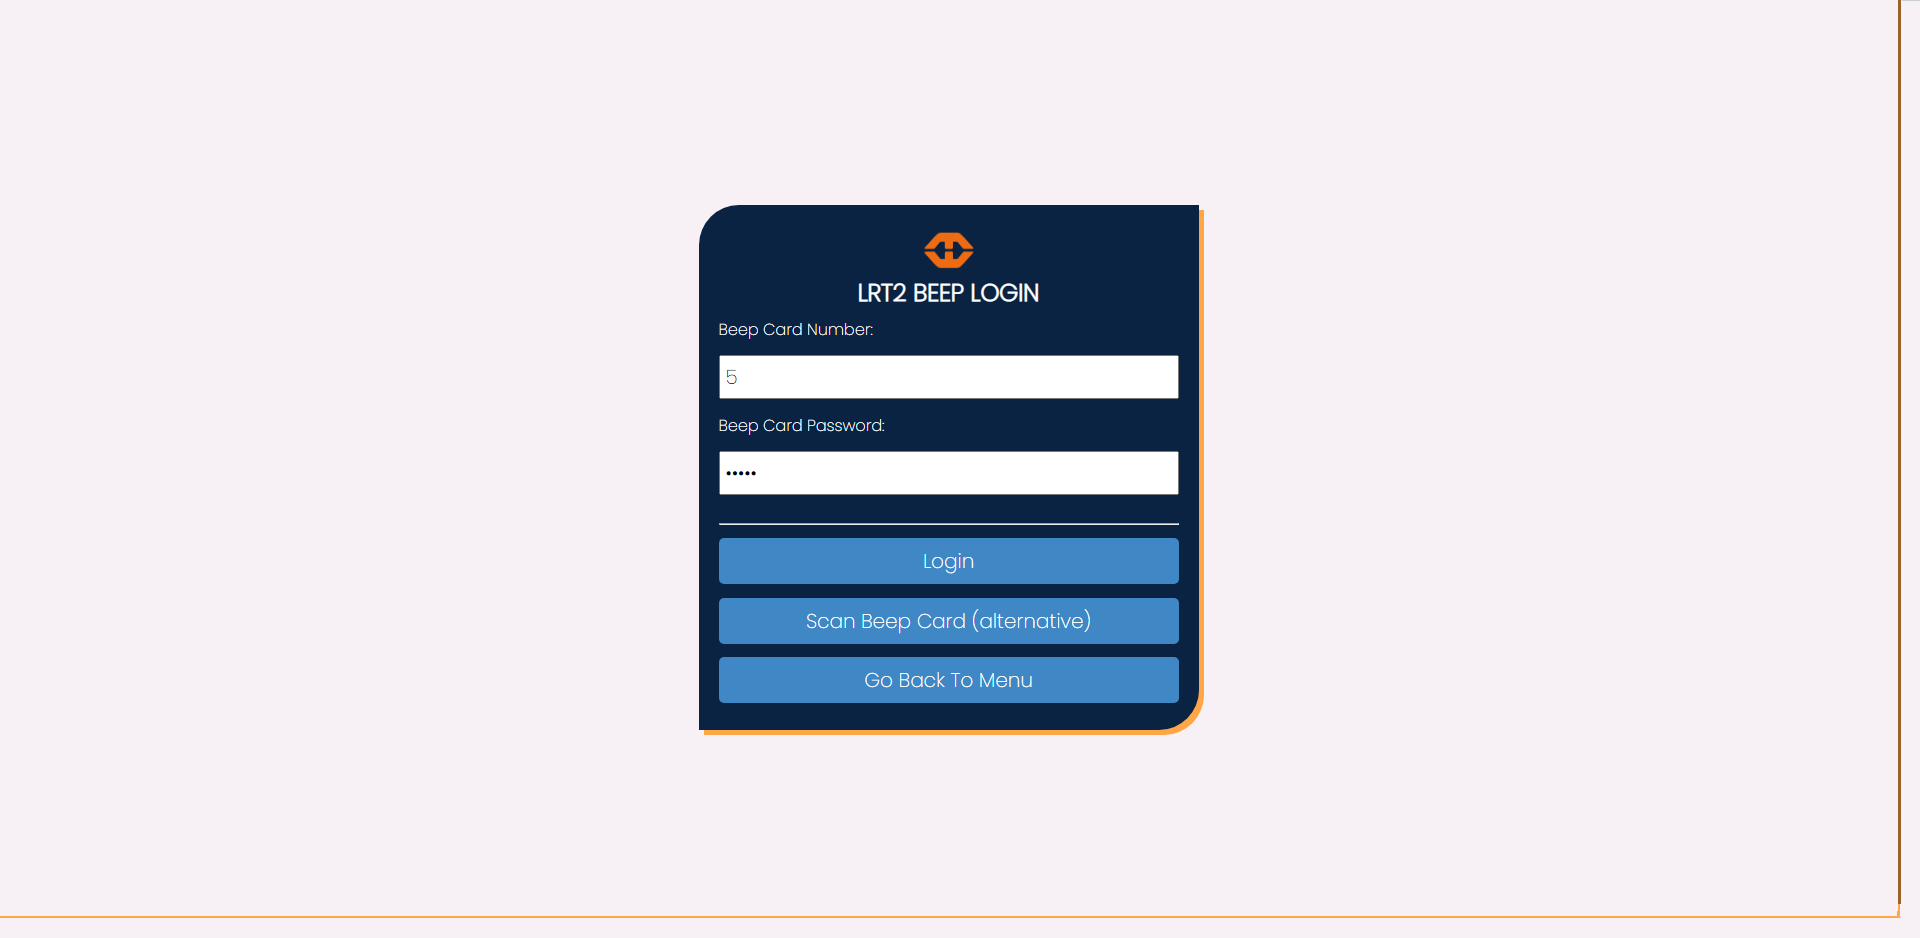 LRT2 BEEP LOGIN
Beep Card Number:
5
Beep Card Password:
•••••
Login
Scan Beep Card (alternative)
Go Back To Menu